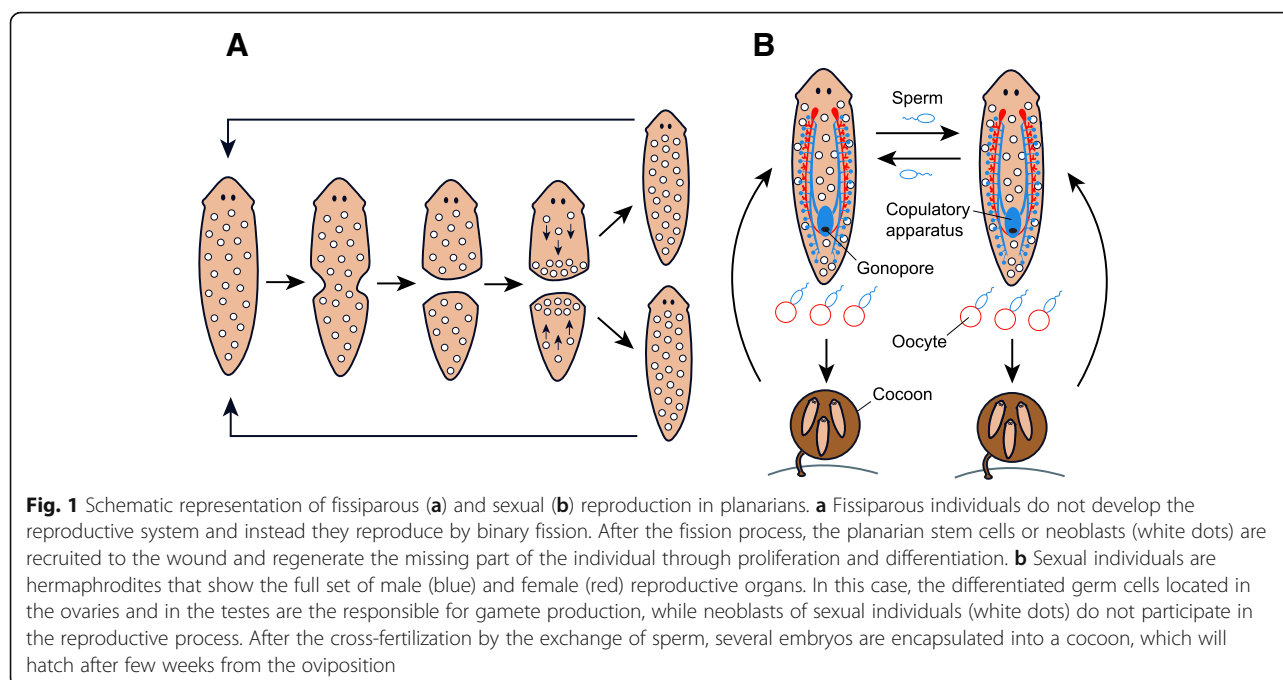 A
B
Sperm
Copulatory
apparatus
Gonopore
Oocyte
Cocoon
Fig. 1 Schematic representation of fissiparous (a) and sexual (b) reproduction in planarians. a Fissiparous individuals do not develop the
reproductive system and instead they reproduce by binary fission. After the fission process, the planarian stem cells or neoblasts (white dots) are
recruited to the wound and regenerate the missing part of the individual through proliferation and differentiation. b Sexual individuals are
hermaphrodites that show the full set of male (blue) and female (red) reproductive organs. In this case, the differentiated germ cells located in
the ovaries and in the testes are the responsible for gamete production, while neoblasts of sexual individuals (white dots) do not participate in
the reproductive process. After the cross-fertilization by the exchange of sperm, several embryos are encapsulated into a cocoon, which will
hatch after few weeks from the oviposition